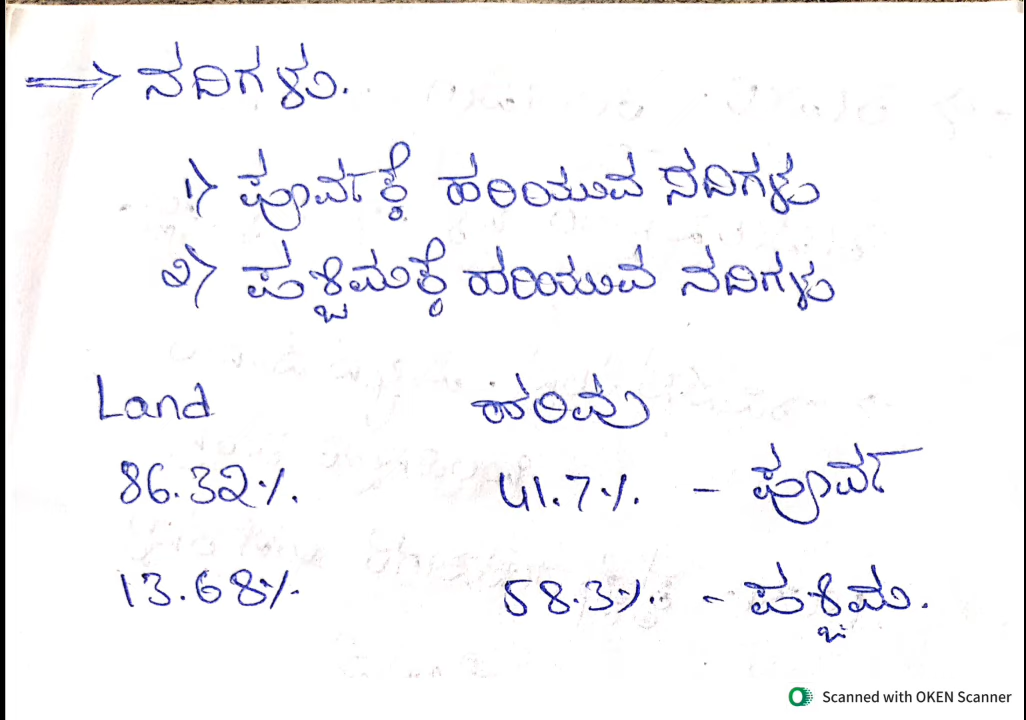 ⇒ ನದಿಗಳು.
1) ಪೂರ್ವಕ್ಕೆ ಹರಿಯುವ ನದಿಗಳು
೨) ಪಶ್ಚಿಮಕ್ಕೆ ಹರಿಯುವ ನದಿಗಳು
Land ಹರಿವು
86.32% 41.7% - ಪೂರ್ವ
13.68% 58.3% - ಪಶ್ಚಿಮ.
Scanned with OKEN Scanner